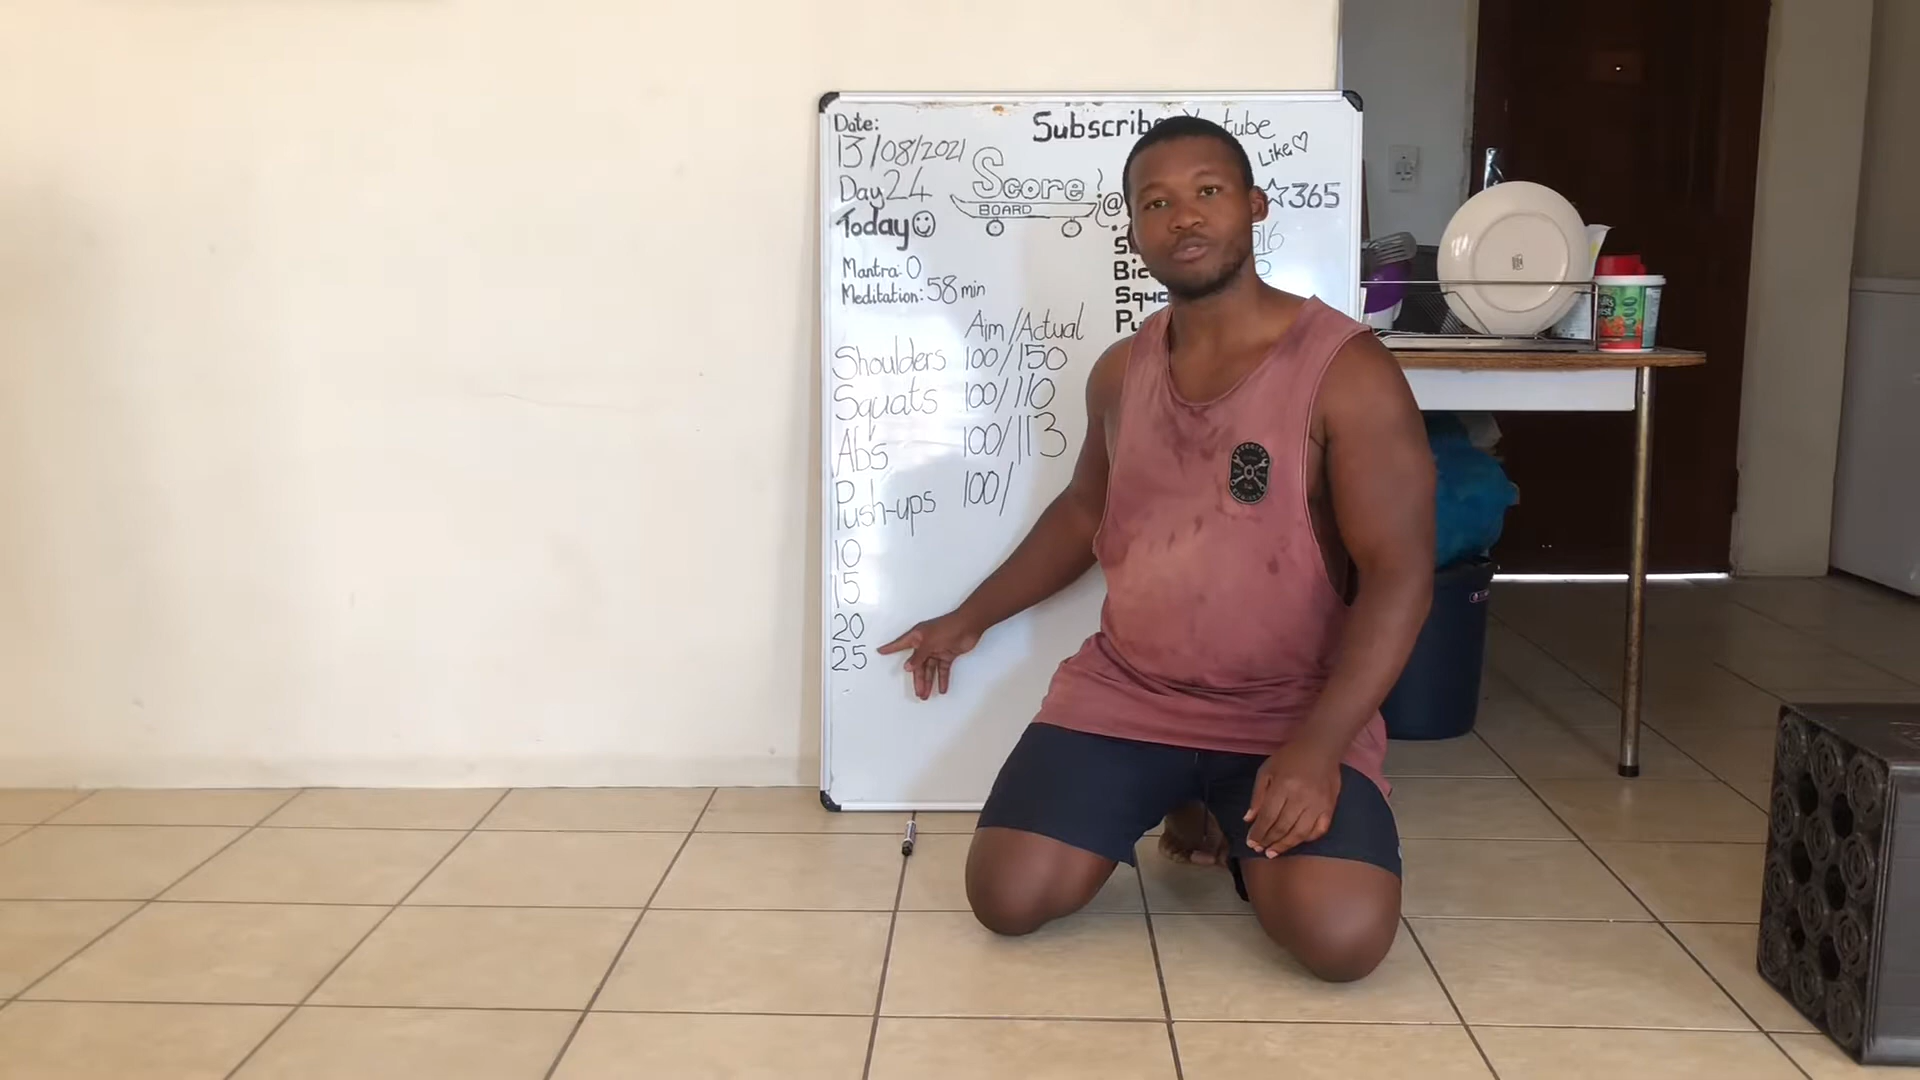 Date:
13/08/2021
Day 24
Today
Mantra: 0
Meditation: 58 min
Subscribe
Like
Score
BOARD
@
365
516
Aim/Actual
Shoulders 100/150
Squats 100/110
Abs 100/113
Push-ups 100/
10
15
20
25